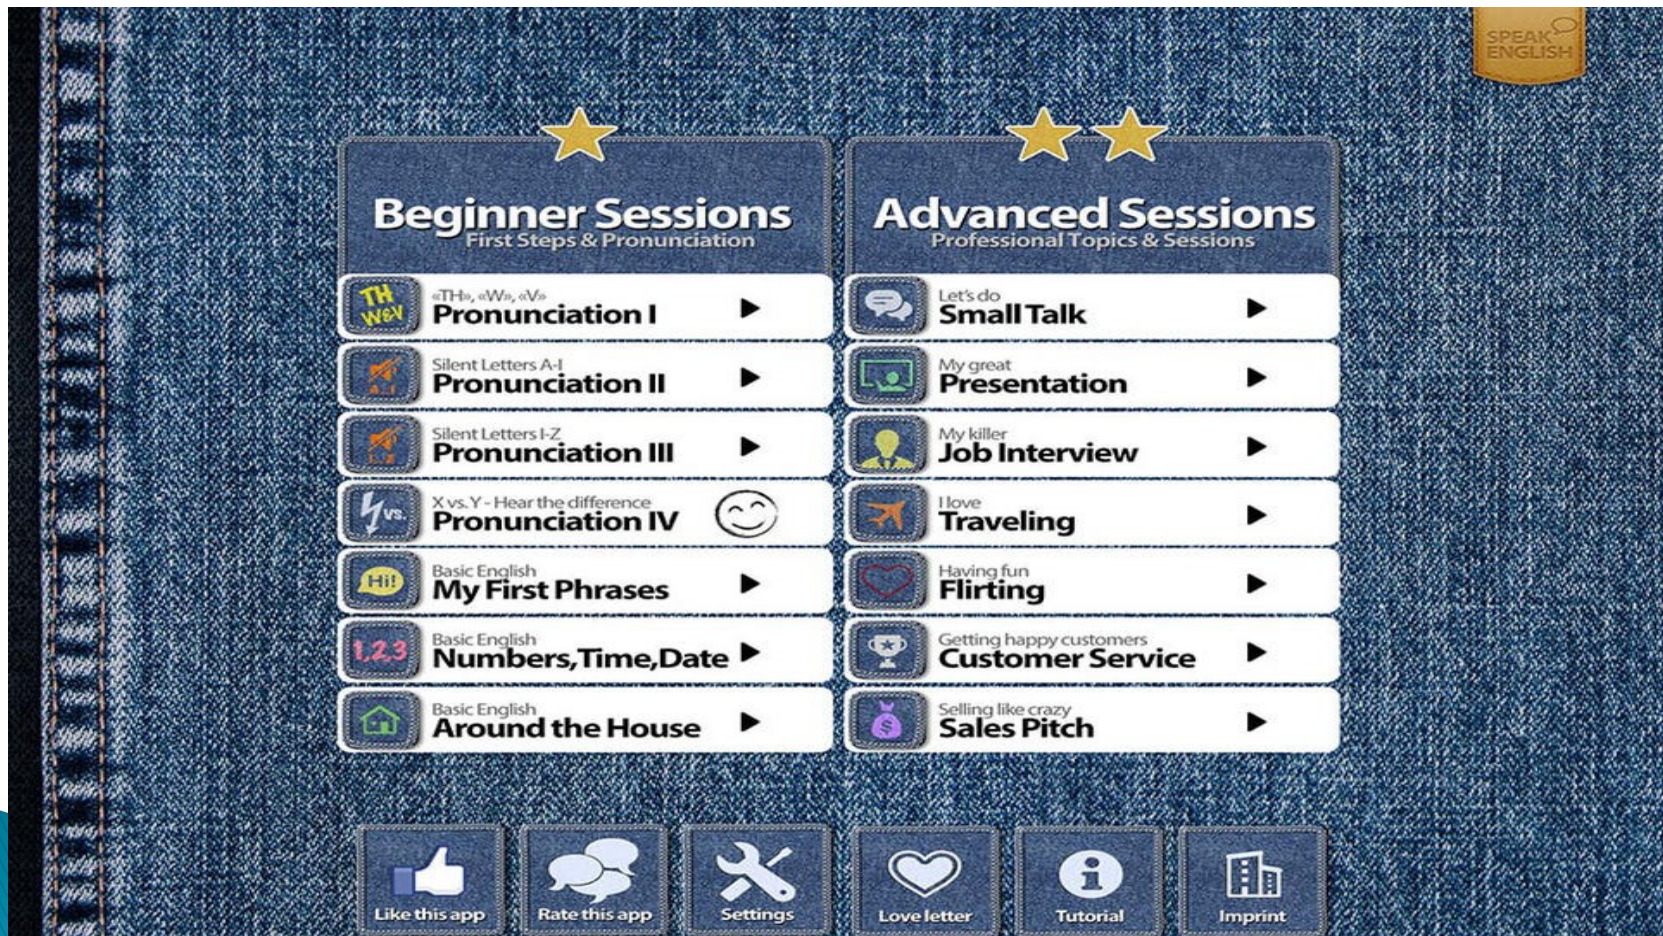 SPEAK
ENGLISH
Beginner Sessions
First Steps & Pronunciation
TH
W&V
«TH», «W», «V»
Pronunciation I
A-I
Silent Letters A-I
Pronunciation II
Silent Letters I-Z
Pronunciation III
vs.
X vs. Y - Hear the difference
Pronunciation IV
Hi!
Basic English
My First Phrases
1,2,3
Basic English
Numbers,Time,Date
Basic English
Around the House
Advanced Sessions
Professional Topics & Sessions
Let's do
Small Talk
My great
Presentation
My killer
Job Interview
I love
Traveling
Having fun
Flirting
Getting happy customers
Customer Service
$
Selling like crazy
Sales Pitch
Like this app
Rate this app
Settings
Love letter
Tutorial
Imprint